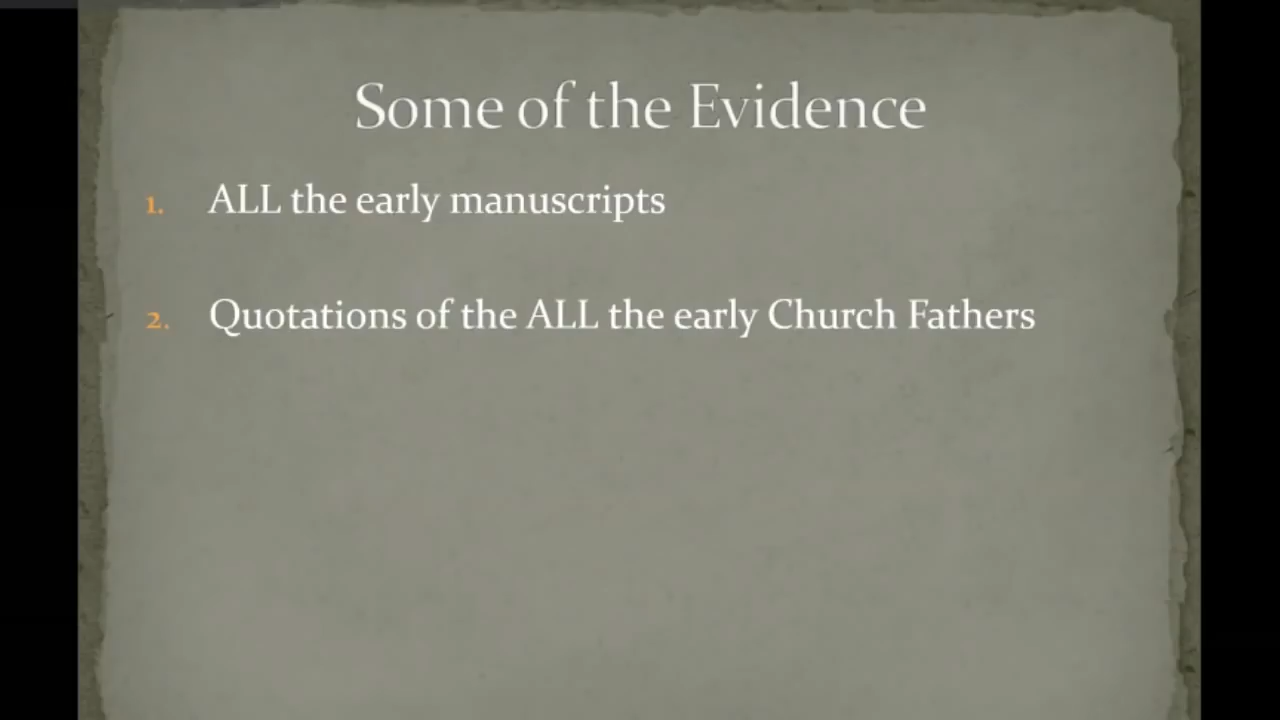 Some of the Evidence
1. ALL the early manuscripts
2. Quotations of the ALL the early Church Fathers